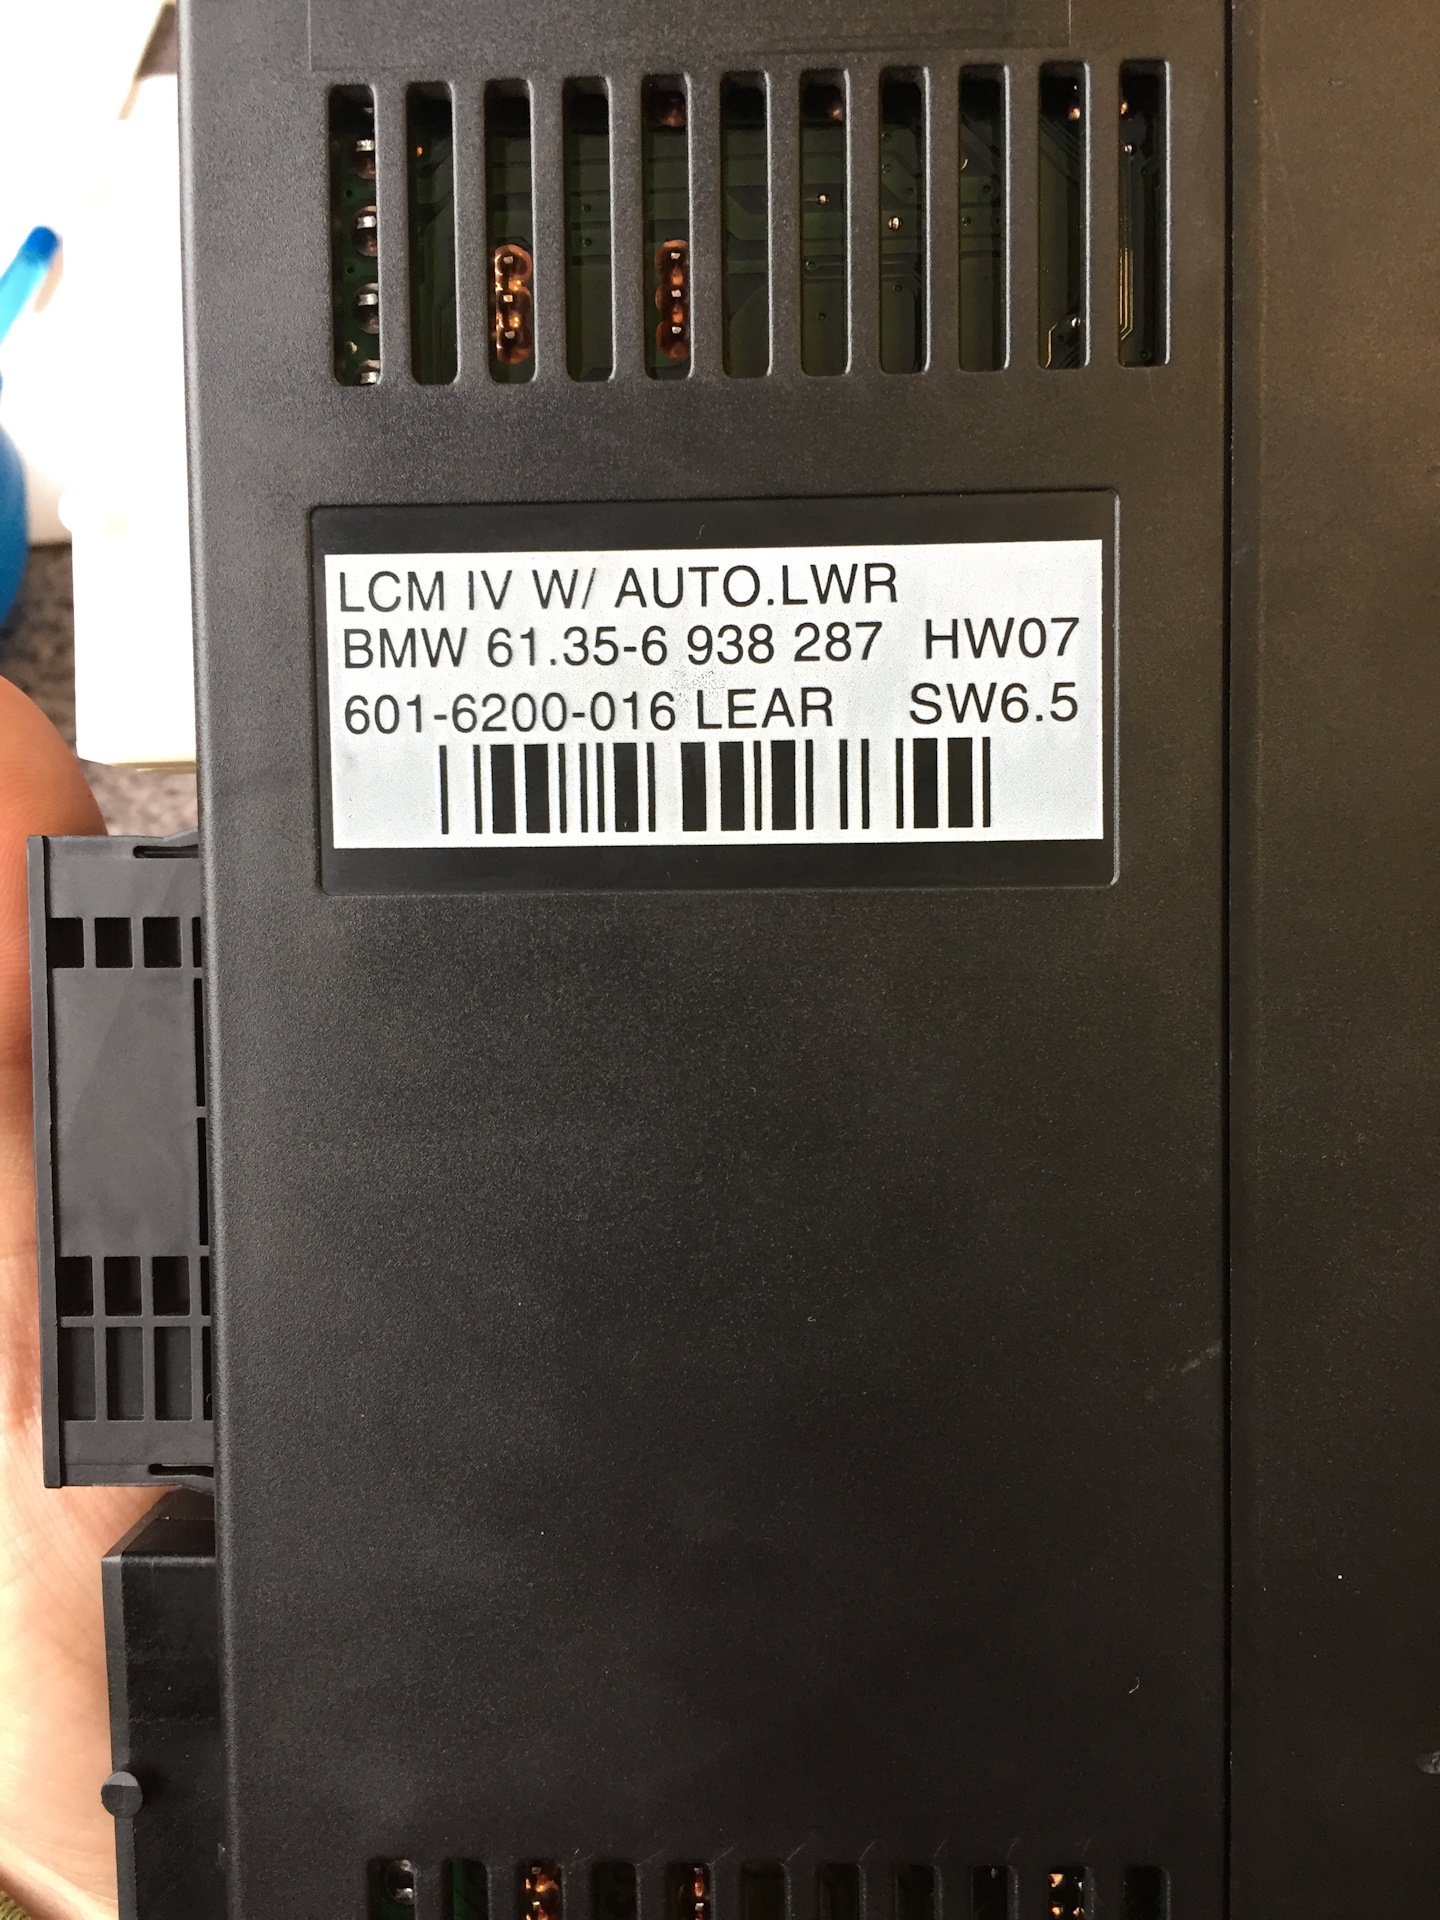 LCM IV W/ AUTO.LWR
BMW 61.35-6 938 287 HW07
601-6200-016 LEAR SW6.5